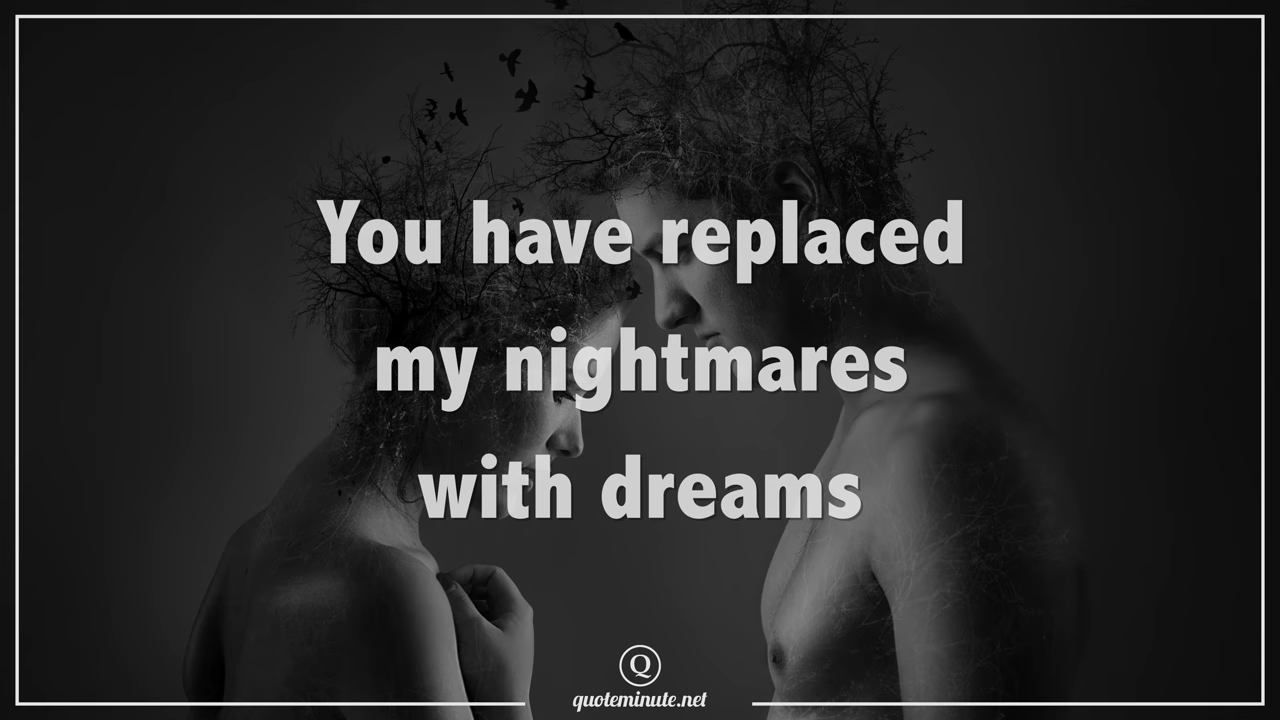 You have replaced
my nightmares
with dreams
Q
quoteminute.net